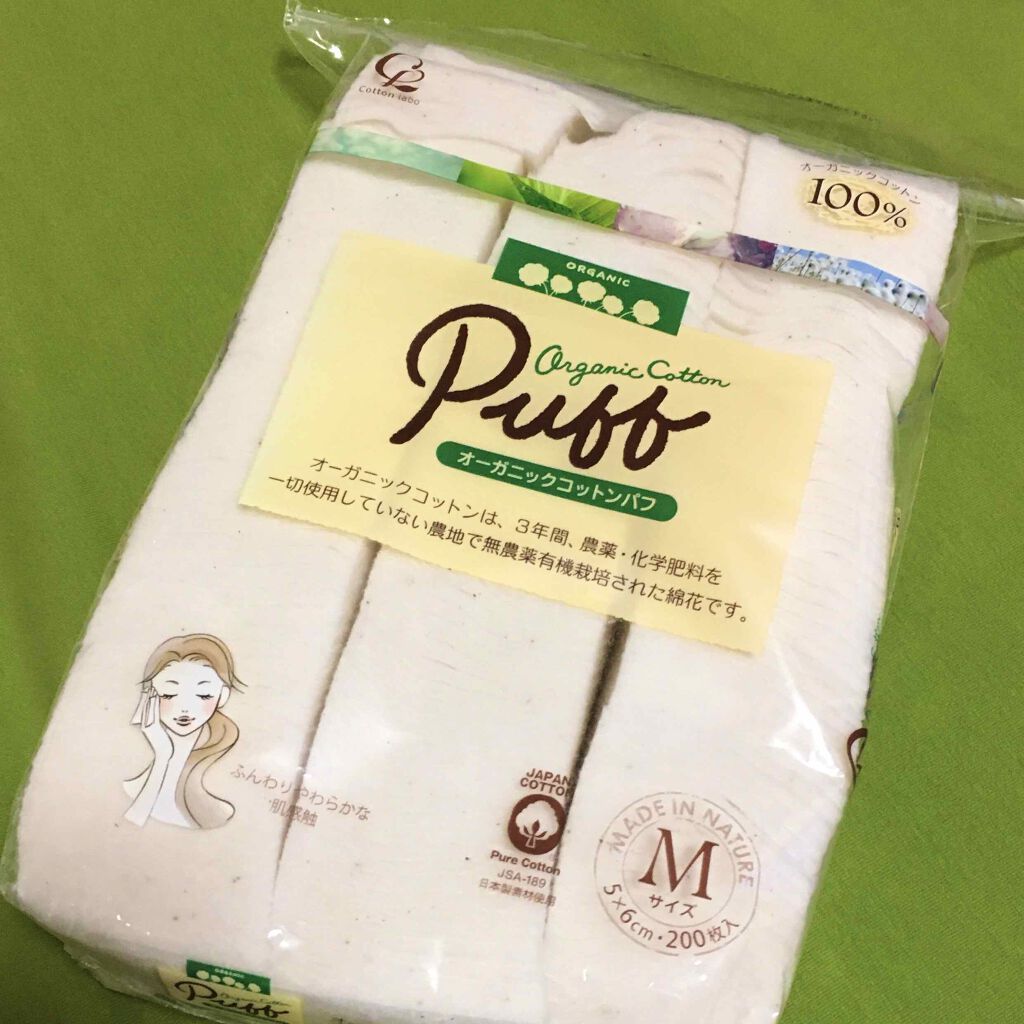 Cotton labo
オーガニックコットン
100%
ORGANIC
Organic Cotton
Puff
オーガニックコットンパフ
オーガニックコットンは、3年間、農薬・化学肥料を
一切使用していない農地で無農薬有機栽培された綿花です。
ふんわりやわらかな
肌感触
JAPAN
COTTON
Pure Cotton
JSA-189
日本製素材使用
MADE IN NATURE
M
サイズ
5×6cm・200枚入
ORGANIC
Organic Cotton
Puff